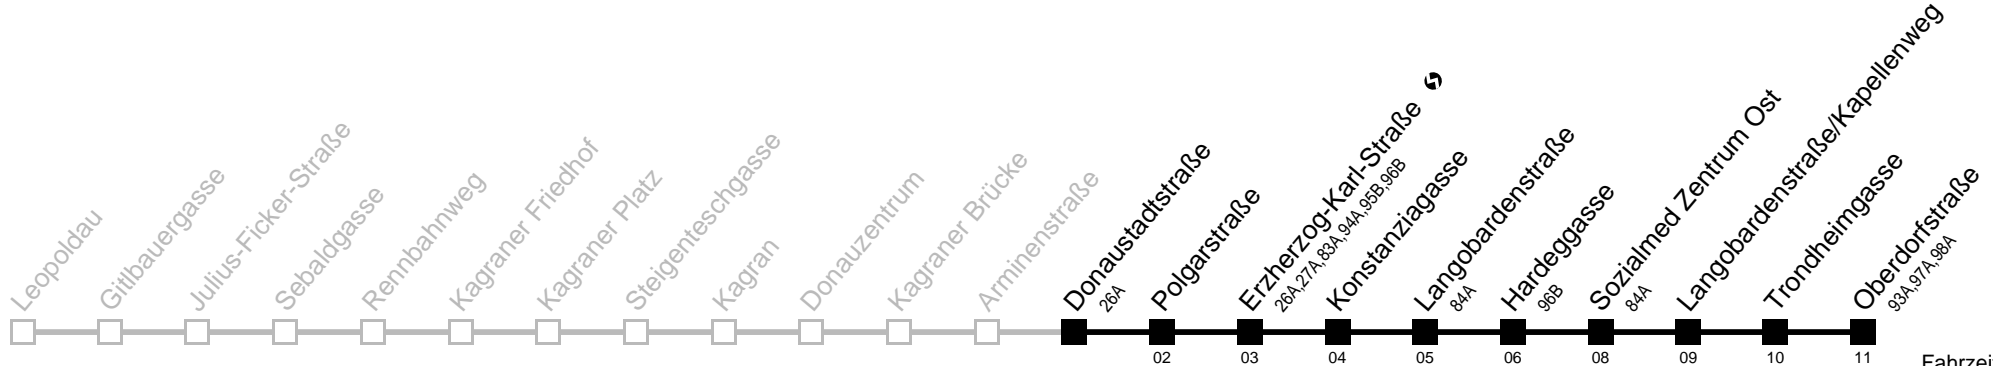 Leopoldau
Gitlbauergasse
Julius-Ficker-Straße
Sebaldgasse
Rennbahnweg
Kagraner Friedhof
Kagraner Platz
Steigenteschgasse
Kagran
Donauzentrum
Kagraner Brücke
Arminenstraße
Donaustadtstraße
26A
Polgarstraße
Erzherzog-Karl-Straße
26A,27A,83A,94A,95B,96B
Konstanziagasse
Langobardenstraße
84A
Hardeggasse
96B
Sozialmed Zentrum Ost
84A
Langobardenstraße/Kapellenweg
Trondheimgasse
Oberdorfstraße
93A,97A,98A
02 03 04 05 06 08 09 10 11
Fahrzei